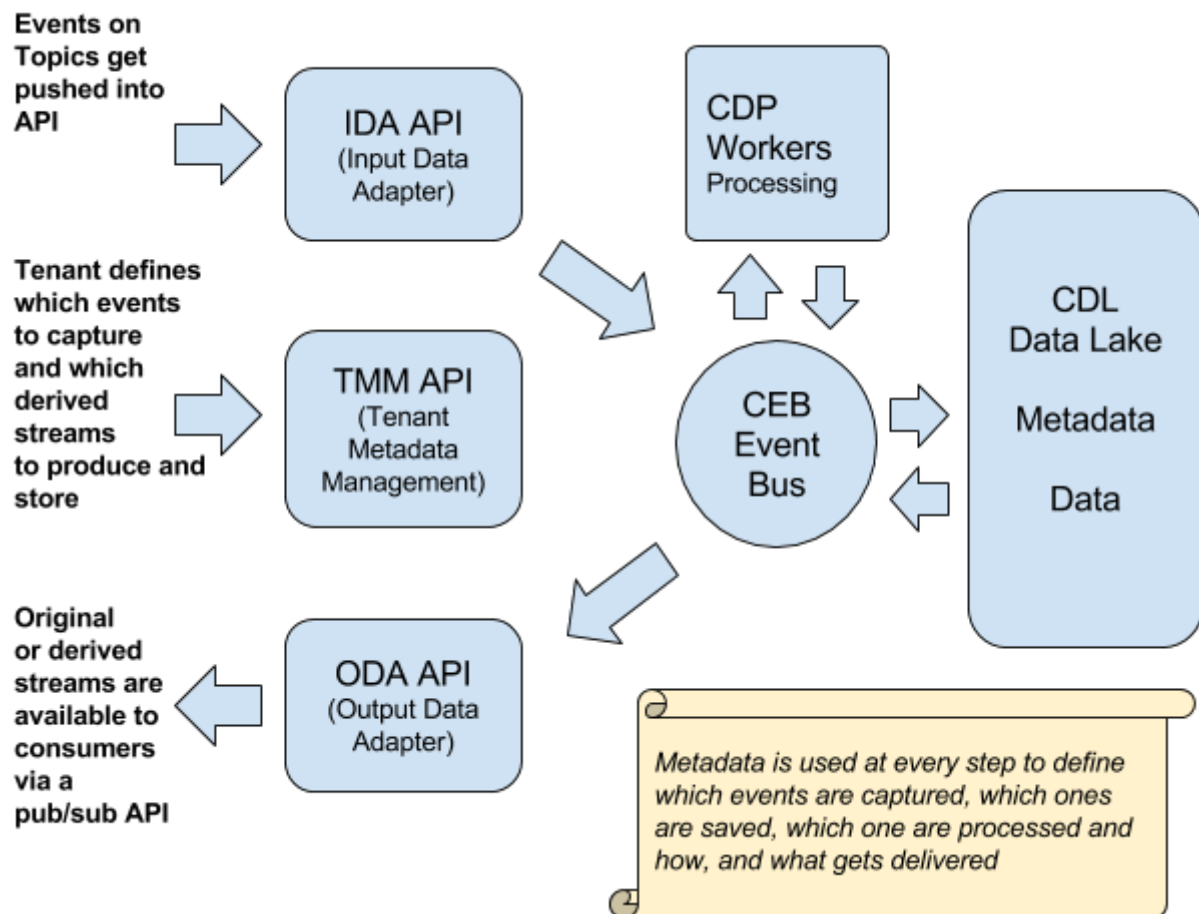 Events on
Topics get
pushed into
API
IDA API
(Input Data
Adapter)
CDP
Workers
Processing
Tenant defines
which events
to capture
and which
derived
streams
to produce and
store
TMM API
(Tenant
Metadata
Management)
CEB
Event
Bus
CDL
Data Lake
Metadata
Data
Original
or derived
streams are
available to
consumers
via a
pub/sub API
ODA API
(Output Data
Adapter)
Metadata is used at every step to define
which events are captured, which ones
are saved, which one are processed and
how, and what gets delivered